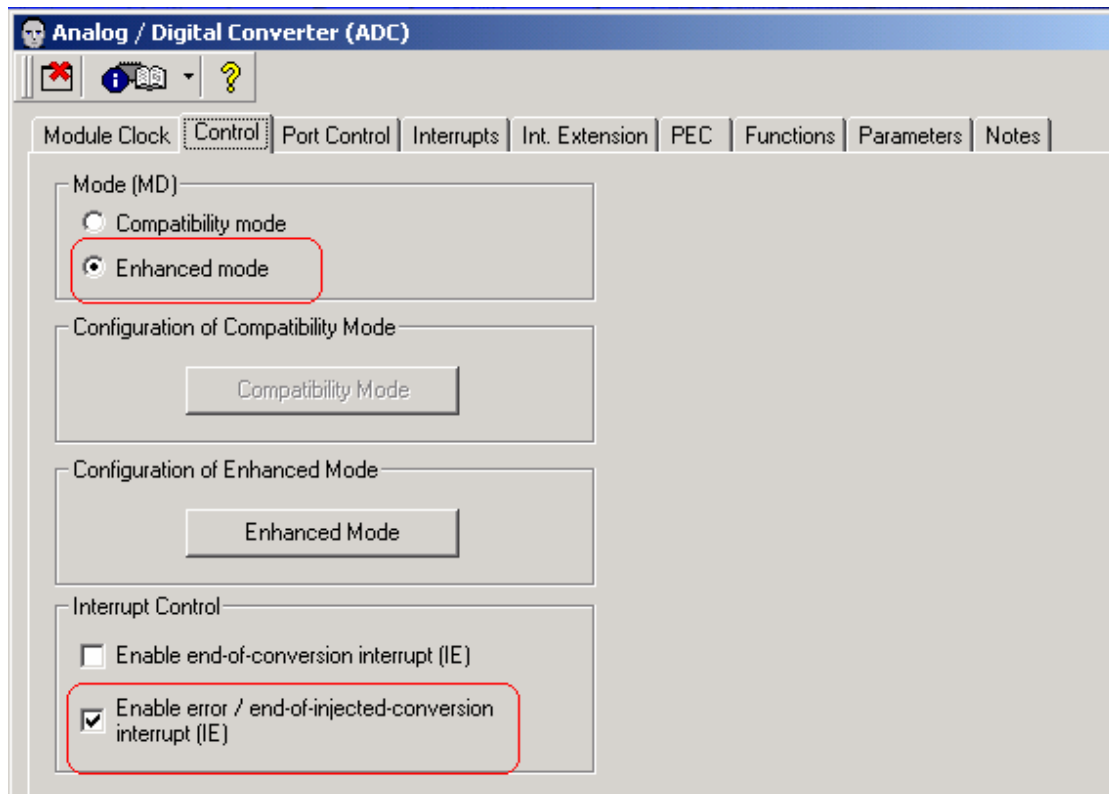 Analog / Digital Converter (ADC)
Module Clock Control Port Control Interrupts Int. Extension PEC Functions Parameters Notes
Mode (MD)
Compatibility mode
Enhanced mode
Configuration of Compatibility Mode
Compatibility Mode
Configuration of Enhanced Mode
Enhanced Mode
Interrupt Control
Enable end-of-conversion interrupt (IE)
Enable error / end-of-injected-conversion
interrupt (IE)